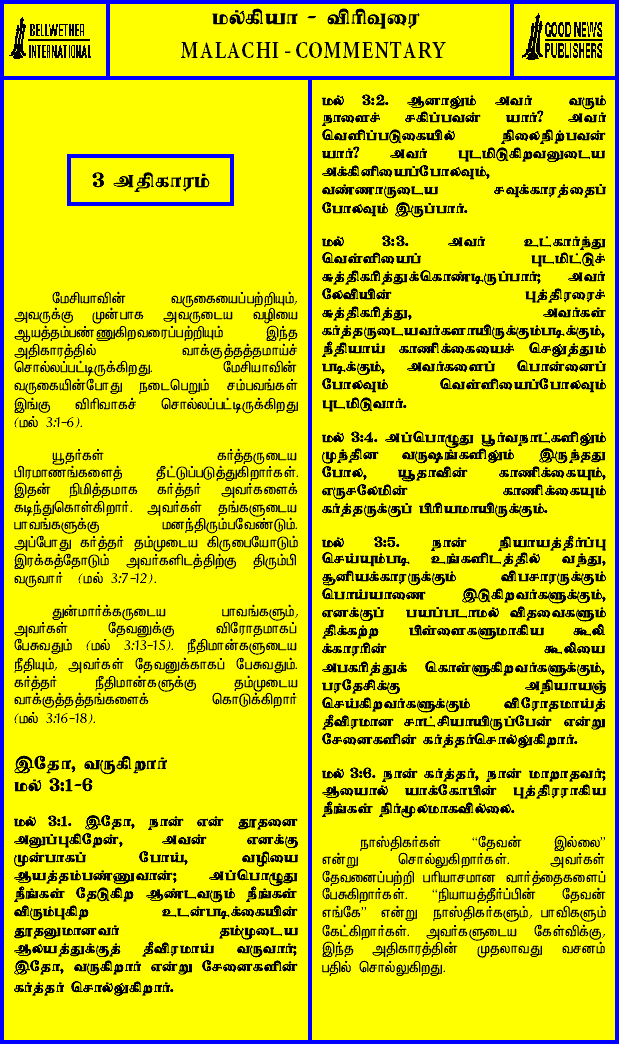 BELLWETHER
INTERNATIONAL
மல்கியா - விரிவுரை
MALACHI - COMMENTARY
GOOD NEWS
PUBLISHERS
3 அதிகாரம்
மேசியாவின் வருகையைப்பற்றியும்,
அவருக்கு முன்பாக அவருடைய வழியை
ஆயத்தம்பண்ணுகிறவரைப்பற்றியும் இந்த
அதிகாரத்தில் வாக்குத்தத்தமாய்ச்
சொல்லப்பட்டிருக்கிறது. மேசியாவின்
வருகையின்போது நடைபெறும் சம்பவங்கள்
இங்கு விரிவாகச் சொல்லப்பட்டிருக்கிறது
(மல் 3:1-6).
யூதர்கள் கர்த்தருடைய
பிரமாணங்களைத் தீட்டுப்படுத்துகிறார்கள்.
இதன் நிமித்தமாக கர்த்தர் அவர்களைக்
கடிந்துகொள்கிறார். அவர்கள் தங்களுடைய
பாவங்களுக்கு மனந்திரும்பவேண்டும்.
அப்போது கர்த்தர் தம்முடைய கிருபையோடும்
இரக்கத்தோடும் அவர்களிடத்திற்கு திரும்பி
வருவார் (மல் 3:7-12).
துன்மார்க்கருடைய பாவங்களும்,
அவர்கள் தேவனுக்கு விரோதமாகப்
பேசுவதும் (மல் 3:13-15). நீதிமான்களுடைய
நீதியும், அவர்கள் தேவனுக்காகப் பேசுவதும்.
கர்த்தர் நீதிமான்களுக்கு தம்முடைய
வாக்குத்தத்தங்களைக் கொடுக்கிறார்
(மல் 3:16-18).
இதோ, வருகிறார்
மல் 3:1-6
மல் 3:1. இதோ, நான் என் தூதனை
அனுப்புகிறேன், அவன் எனக்கு
முன்பாகப் போய், வழியை
ஆயத்தம்பண்ணுவான்; அப்பொழுது
நீங்கள் தேடுகிற ஆண்டவரும் நீங்கள்
விரும்புகிற உடன்படிக்கையின்
தூதனுமானவர் தம்முடைய
ஆலயத்துக்குத் தீவிரமாய் வருவார்;
இதோ, வருகிறார் என்று சேனைகளின்
கர்த்தர் சொல்லுகிறார்.
மல் 3:2. ஆனாலும் அவர் வரும்
நாளைச் சகிப்பவன் யார்? அவர்
வெளிப்படுகையில் நிலைநிற்பவன்
யார்? அவர் புடமிடுகிறவனுடைய
அக்கினியைப்போலவும்,
வண்ணாருடைய சவுக்காரத்தைப்
போலவும் இருப்பார்.
மல் 3:3. அவர் உட்கார்ந்து
வெள்ளியைப் புடமிட்டுச்
சுத்திகரித்துக்கொண்டிருப்பார்; அவர்
லேவியின் புத்திரரைச்
சுத்திகரித்து, அவர்கள்
கர்த்தருடையவர்களாயிருக்கும்படிக்கும்,
நீதியாய் காணிக்கையைச் செலுத்தும்
படிக்கும், அவர்களைப் பொன்னைப்
போலவும் வெள்ளியைப்போலவும்
புடமிடுவார்.
மல் 3:4. அப்பொழுது பூர்வநாட்களிலும்
முந்தின வருஷங்களிலும் இருந்தது
போல, யூதாவின் காணிக்கையும்,
எருசலேமின் காணிக்கையும்
கர்த்தருக்குப் பிரியமாயிருக்கும்.
மல் 3:5. நான் நியாயத்தீர்ப்பு
செய்யும்படி உங்களிடத்தில் வந்து,
சூனியக்காரருக்கும் விபசாரருக்கும்
பொய்யாணை இடுகிறவர்களுக்கும்,
எனக்குப் பயப்படாமல் விதவைகளும்
திக்கற்ற பிள்ளைகளுமாகிய கூலி
க்காரரின் கூலியை
அபகரித்துக் கொள்ளுகிறவர்களுக்கும்,
பரதேசிக்கு அநியாயஞ்
செய்கிறவர்களுக்கும் விரோதமாய்த்
தீவிரமான சாட்சியாயிருப்பேன் என்று
சேனைகளின் கர்த்தர்சொல்லுகிறார்.
மல் 3:6. நான் கர்த்தர், நான் மாறாதவர்;
ஆகையால் யாக்கோபின் புத்திரராகிய
நீங்கள் நிர்மூலமாகவில்லை.
நாஸ்திகர்கள் “தேவன் இல்லை”
என்று சொல்லுகிறார்கள். அவர்கள்
தேவனைப்பற்றி பரியாசமான வார்த்தைகளைப்
பேசுகிறார்கள். “நியாயத்தீர்ப்பின் தேவன்
எங்கே” என்று நாஸ்திகர்களும், பாவிகளும்
கேட்கிறார்கள். அவர்களுடைய கேள்விக்கு,
இந்த அதிகாரத்தின் முதலாவது வசனம்
பதில் சொல்லுகிறது.